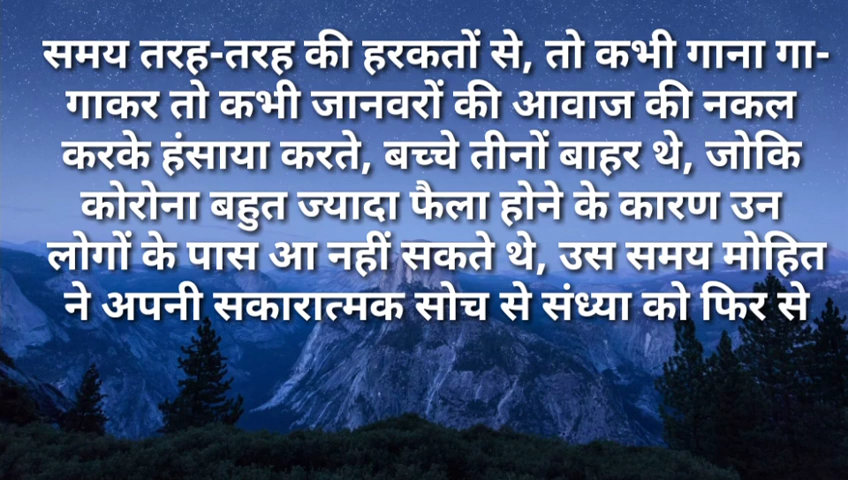 समय तरह-तरह की हरकतों से, तो कभी गाना गा-
गाकर तो कभी जानवरों की आवाज की नकल
करके हंसाया करते, बच्चे तीनों बाहर थे, जोकि
कोरोना बहुत ज्यादा फैला होने के कारण उन
लोगों के पास आ नहीं सकते थे, उस समय मोहित
ने अपनी सकारात्मक सोच से संध्या को फिर से